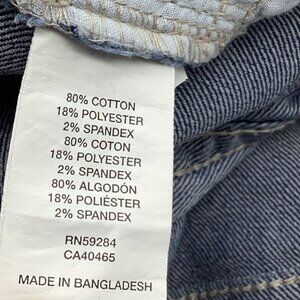 80% COTTON
18% POLYESTER
2% SPANDEX
80% COTON
18% POLYESTER
2% SPANDEX
80% ALGODÓN
18% POLIÉSTER
2% SPANDEX
RN59284
CA40465
MADE IN BANGLADESH